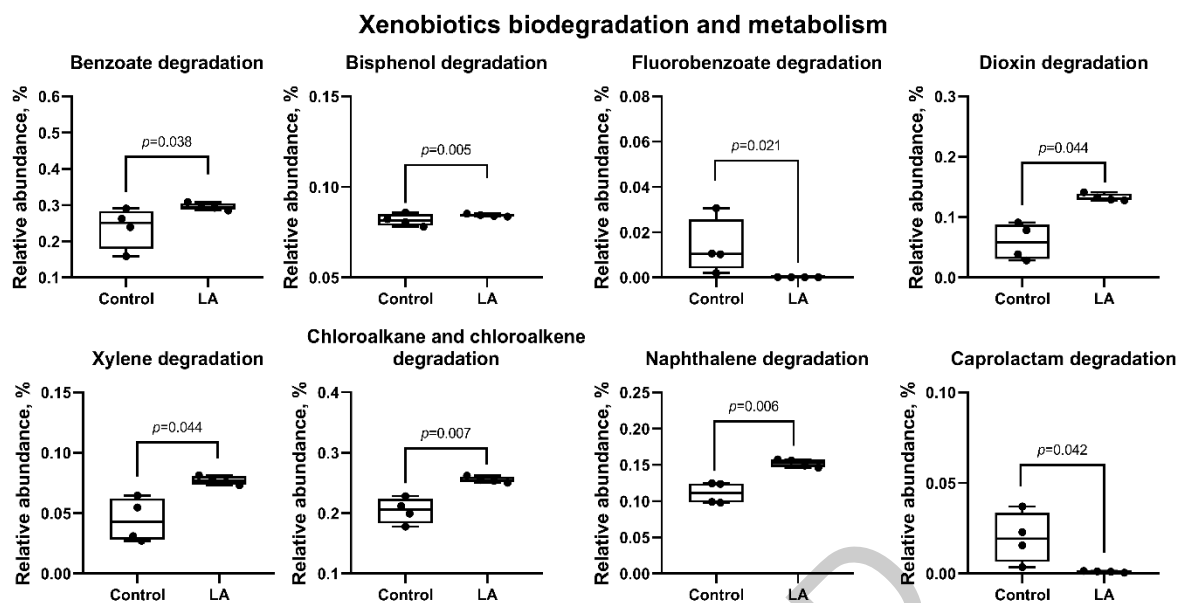 Xenobiotics biodegradation and metabolism
Benzoate degradation
Relative abundance, %
0.6
0.5
0.4
0.3
0.2
0.1
p=0.038
Control
LA
Bisphenol degradation
Relative abundance, %
0.15
0.10
0.05
p=0.005
Control
LA
Fluorobenzoate degradation
Relative abundance, %
0.08
0.06
0.04
0.02
0.00
p=0.021
Control
LA
Dioxin degradation
Relative abundance, %
0.3
0.2
0.1
0.0
p=0.044
Control
LA
Xylene degradation
Relative abundance, %
0.15
0.10
0.05
0.00
p=0.044
Control
LA
Chloroalkane and chloroalkene
degradation
Relative abundance, %
0.4
0.3
0.2
0.1
p=0.007
Control
LA
Naphthalene degradation
Relative abundance, %
0.25
0.20
0.15
0.10
0.05
0.00
p=0.006
Control
LA
Caprolactam degradation
Relative abundance, %
0.10
0.05
0.00
p=0.042
Control
LA